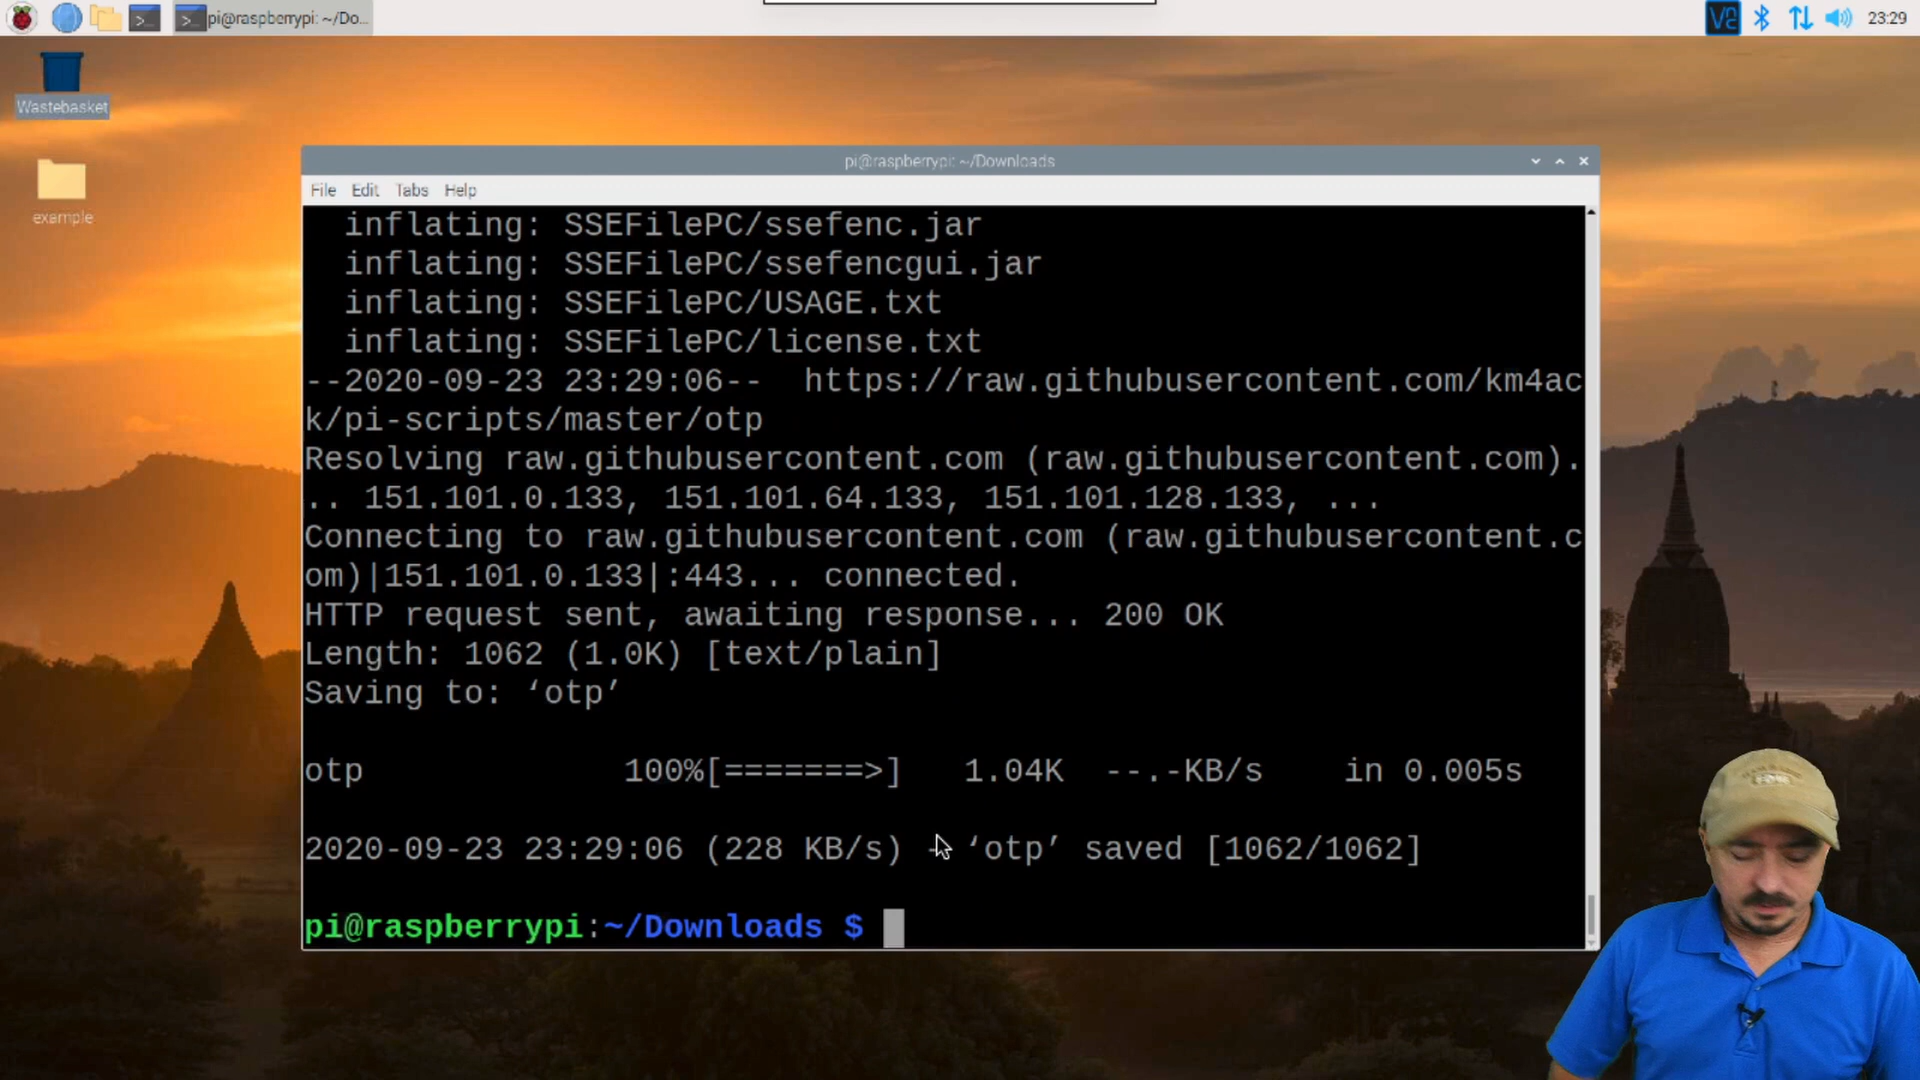 pi@raspberrypi: ~/Do...
23:29
Wastebasket
example
pi@raspberrypi: ~/Downloads
File Edit Tabs Help
inflating: SSEFilePC/ssefenc.jar
inflating: SSEFilePC/ssefencgui.jar
inflating: SSEFilePC/USAGE.txt
inflating: SSEFilePC/license.txt
--2020-09-23 23:29:06--  https://raw.githubusercontent.com/km4ac
k/pi-scripts/master/otp
Resolving raw.githubusercontent.com (raw.githubusercontent.com).
.. 151.101.0.133, 151.101.64.133, 151.101.128.133, ...
Connecting to raw.githubusercontent.com (raw.githubusercontent.c
om)|151.101.0.133|:443... connected.
HTTP request sent, awaiting response... 200 OK
Length: 1062 (1.0K) [text/plain]
Saving to: ‘otp’
otp 100%[=======>] 1.04K --.-KB/s in 0.005s
2020-09-23 23:29:06 (228 KB/s) - ‘otp’ saved [1062/1062]
pi@raspberrypi:~/Downloads $